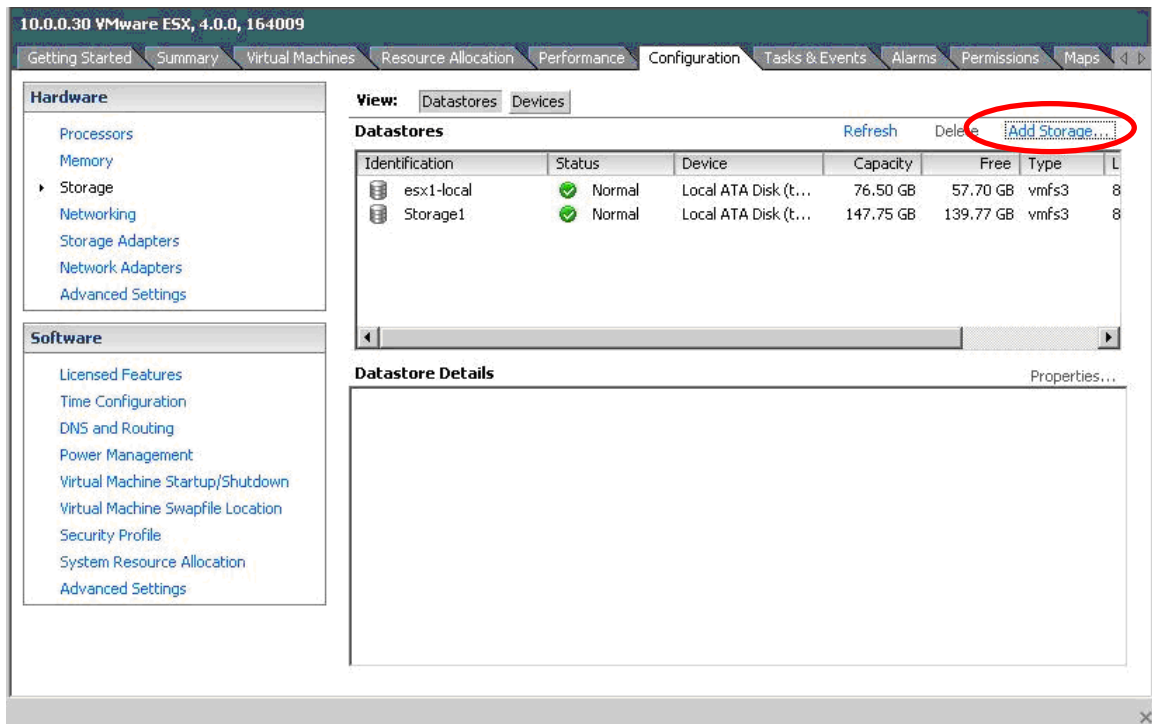 10.0.0.30 VMware ESX, 4.0.0, 164009
Getting Started Summary Virtual Machines Resource Allocation Performance Configuration Tasks & Events Alarms Permissions Maps
Hardware
Processors
Memory
Storage
Networking
Storage Adapters
Network Adapters
Advanced Settings
Software
Licensed Features
Time Configuration
DNS and Routing
Power Management
Virtual Machine Startup/Shutdown
Virtual Machine Swapfile Location
Security Profile
System Resource Allocation
Advanced Settings
View: Datastores Devices
Datastores Refresh Delete Add Storage...
Identification Status Device Capacity Free Type L
esx1-local Normal Local ATA Disk (t... 76.50 GB 57.70 GB vmfs3 8
Storage1 Normal Local ATA Disk (t... 147.75 GB 139.77 GB vmfs3 8
Datastore Details Properties...